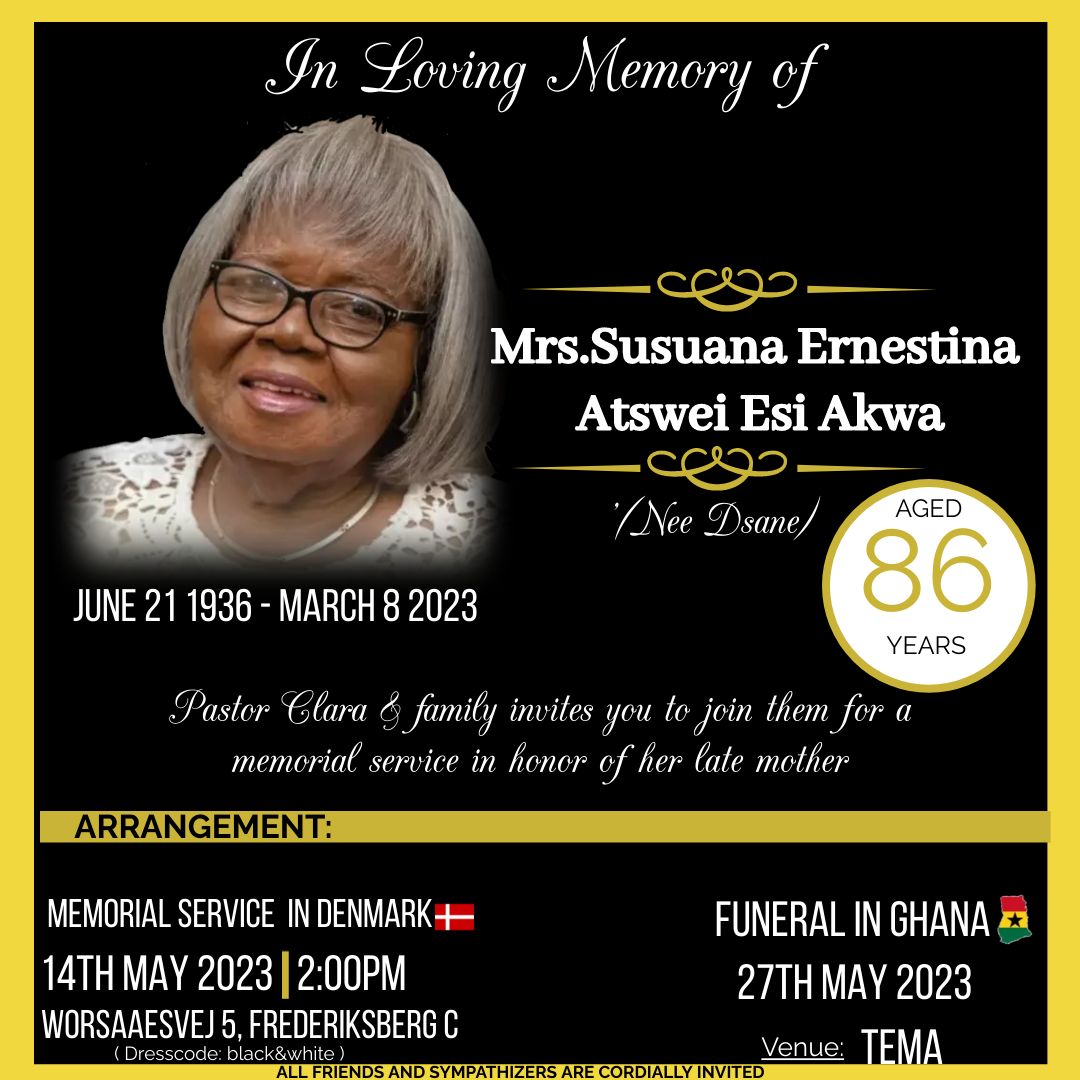 In Loving Memory of
Mrs.Susuana Ernestina
Atswei Esi Akwa
'(Nee Dsane)
AGED
86
YEARS
JUNE 21 1936 - MARCH 8 2023
Pastor Clara & family invites you to join them for a
memorial service in honor of her late mother
ARRANGEMENT:
MEMORIAL SERVICE IN DENMARK
14TH MAY 2023 | 2:00PM
WORSAAESVEJ 5, FREDERIKSBERG C
( Dresscode: black&white )
FUNERAL IN GHANA
27TH MAY 2023
Venue: TEMA
ALL FRIENDS AND SYMPATHIZERS ARE CORDIALLY INVITED